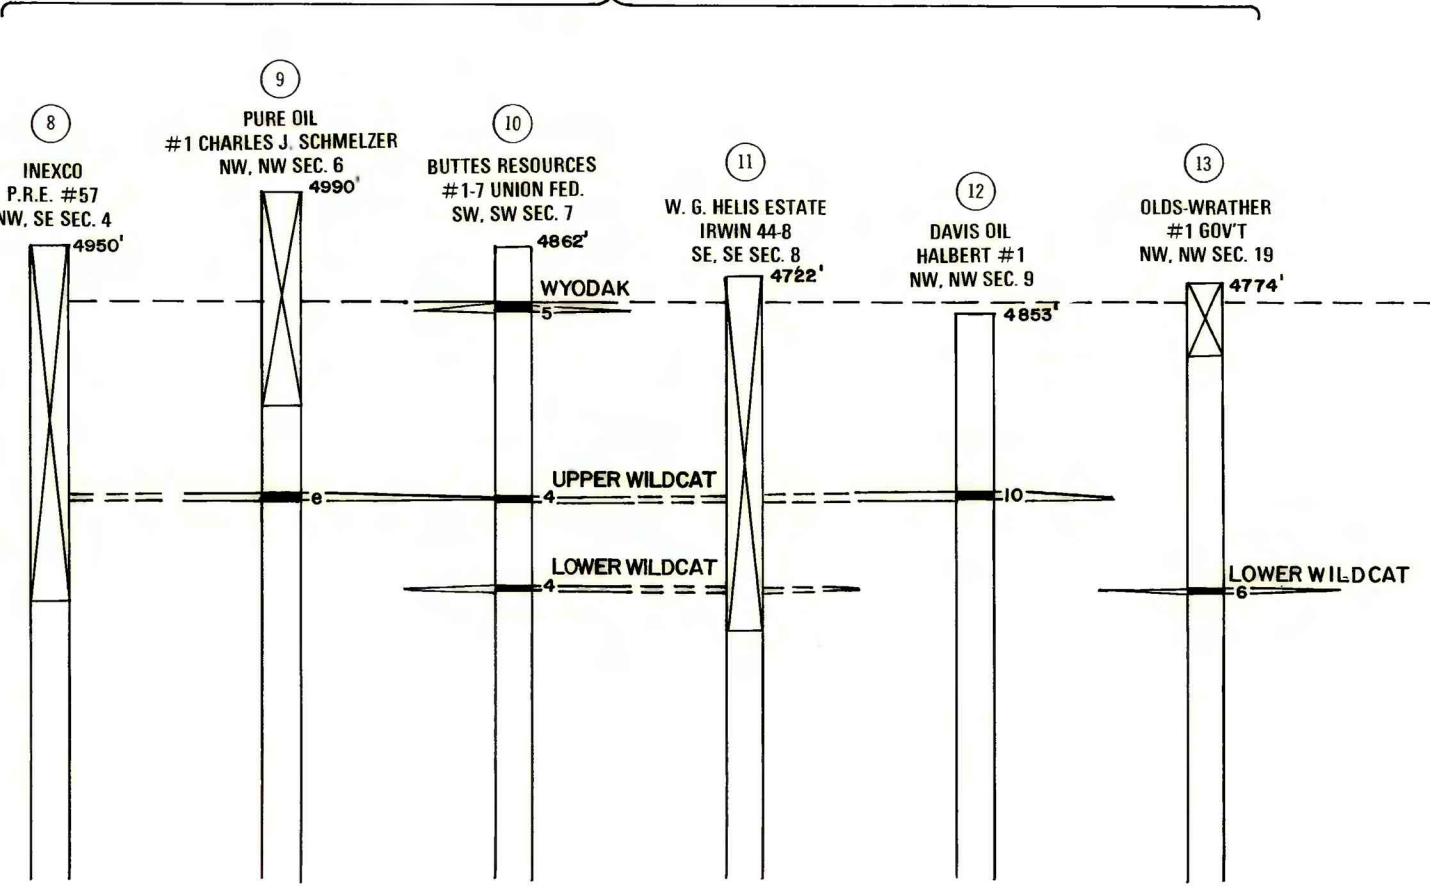 8
INEXCO
P.R.E. #57
NW, SE SEC. 4
4950'
9
PURE OIL
#1 CHARLES J. SCHMELZER
NW, NW SEC. 6
4990'
10
BUTTES RESOURCES
#1-7 UNION FED.
SW, SW SEC. 7
4862'
11
W. G. HELIS ESTATE
IRWIN 44-8
SE, SE SEC. 8
4722'
12
DAVIS OIL
HALBERT #1
NW, NW SEC. 9
4853'
13
OLDS-WRATHER
#1 GOV'T
NW, NW SEC. 19
4774'
WYODAK
5
UPPER WILDCAT
4
10
LOWER WILDCAT
4
LOWER WILDCAT
6